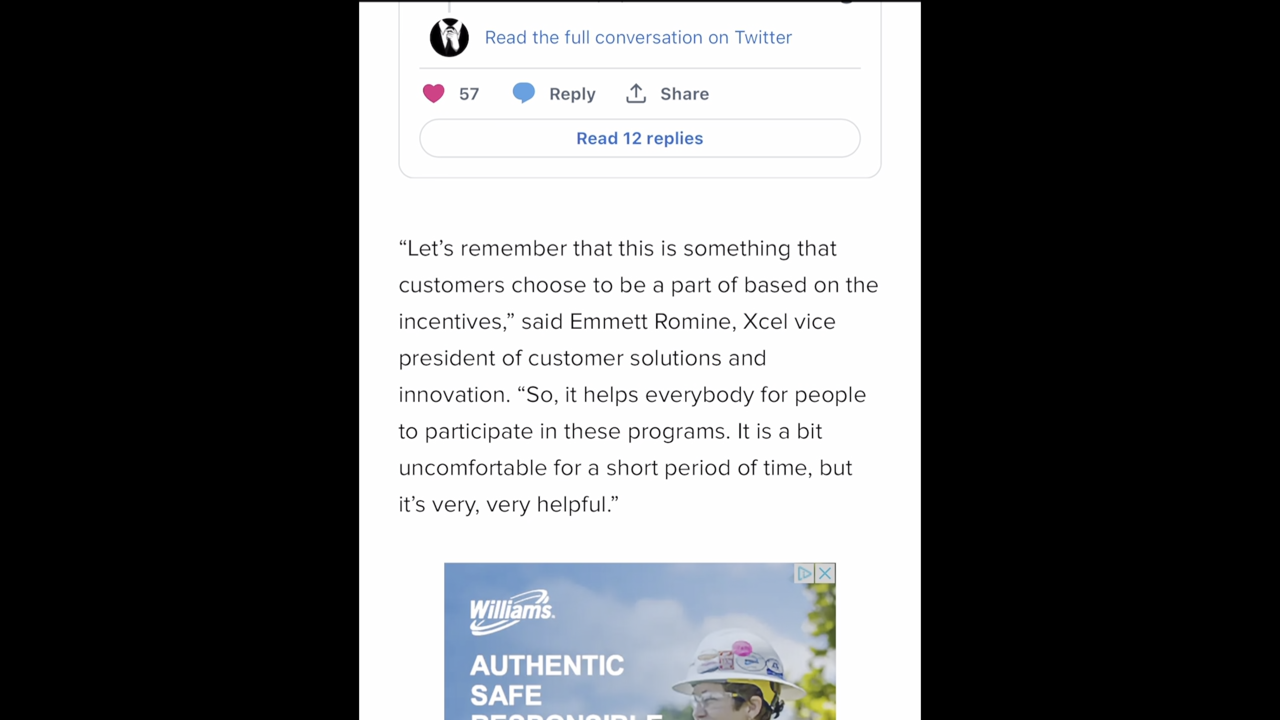 Read the full conversation on Twitter
57 Reply Share
Read 12 replies
“Let’s remember that this is something that
customers choose to be a part of based on the
incentives,” said Emmett Romine, Xcel vice
president of customer solutions and
innovation. “So, it helps everybody for people
to participate in these programs. It is a bit
uncomfortable for a short period of time, but
it’s very, very helpful.”
Williams.
AUTHENTIC
SAFE
RESPONSIBLE